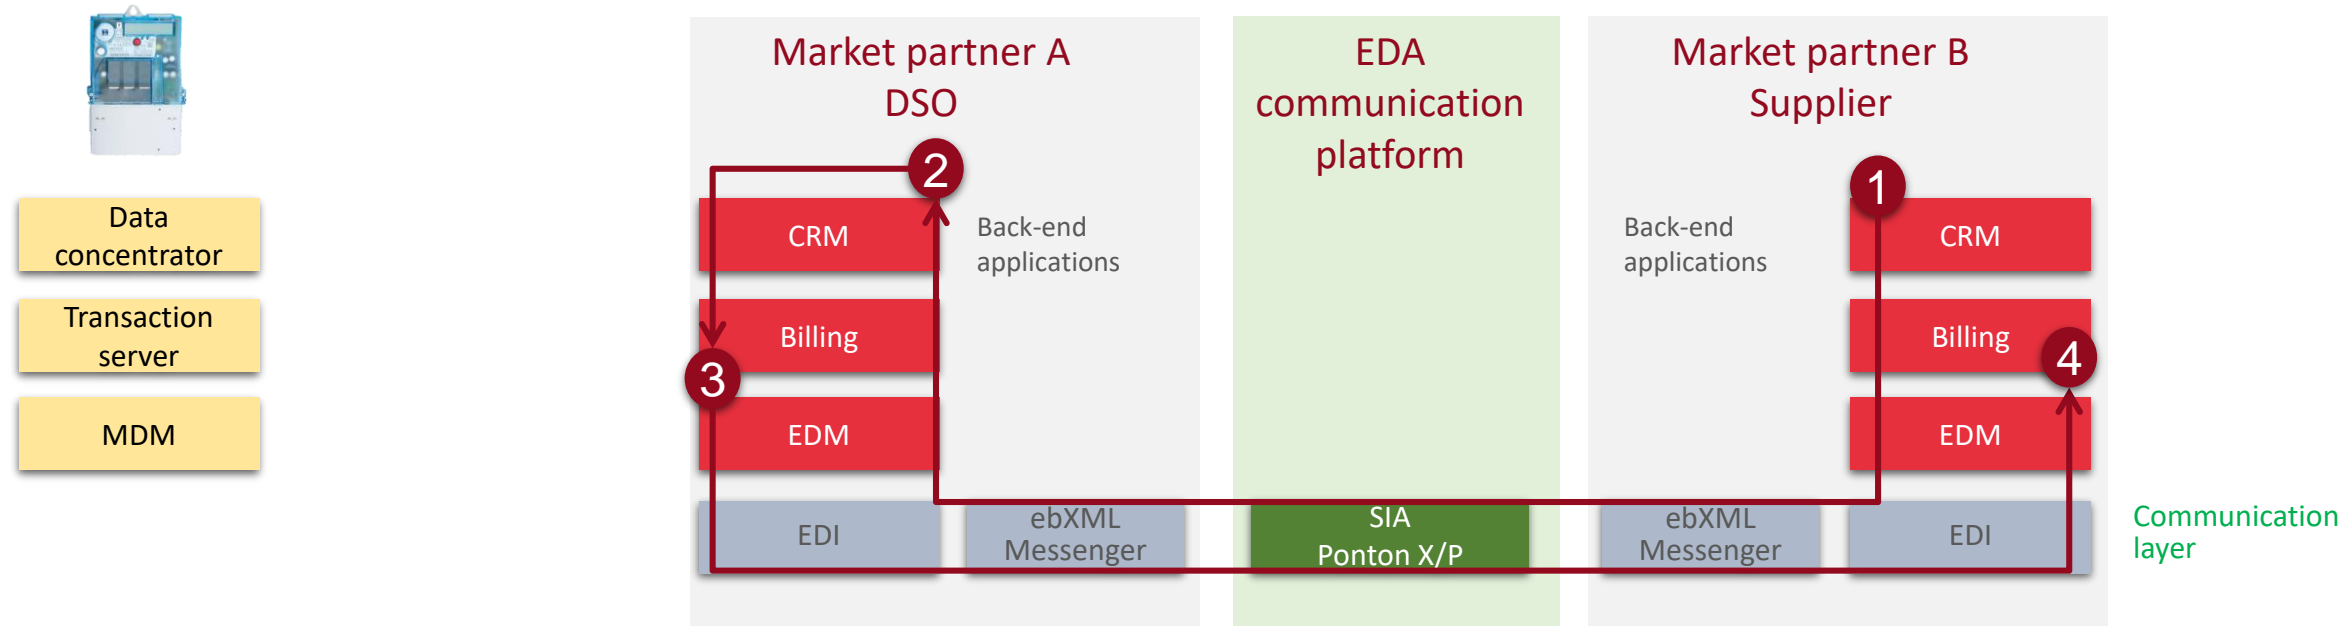 Data
concentrator
Transaction
server
MDM
Market partner A
DSO
2
CRM
Back-end
applications
Billing
3
EDM
EDI
ebXML
Messenger
EDA
communication
platform
SIA
Ponton X/P
Market partner B
Supplier
1
Back-end
applications
CRM
Billing
4
EDM
ebXML
Messenger
EDI
Communication
layer